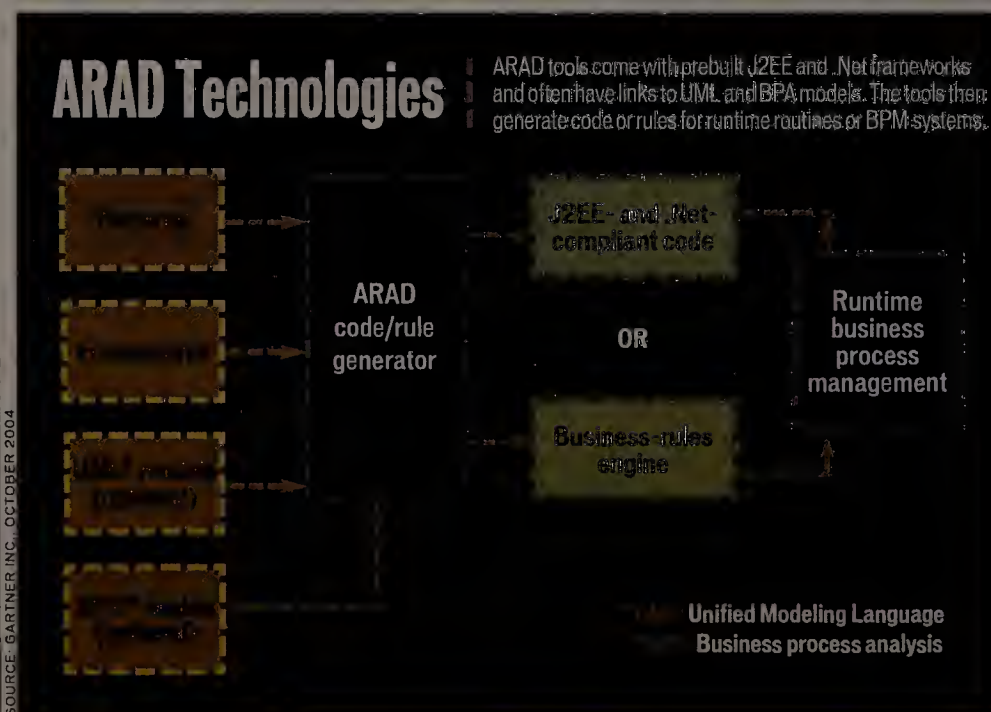 ARAD Technologies
ARAD tools come with prebuilt J2EE and .Net frameworks
and often have links to UML and BPA models. The tools then
generate code or rules for runtime routines or BPM systems.
ARAD
code/rule
generator
J2EE- and .Net-
compliant code
OR
Business-rules
engine
Runtime
business
process
management
Unified Modeling Language
Business process analysis
SOURCE: GARTNER INC., OCTOBER 2004